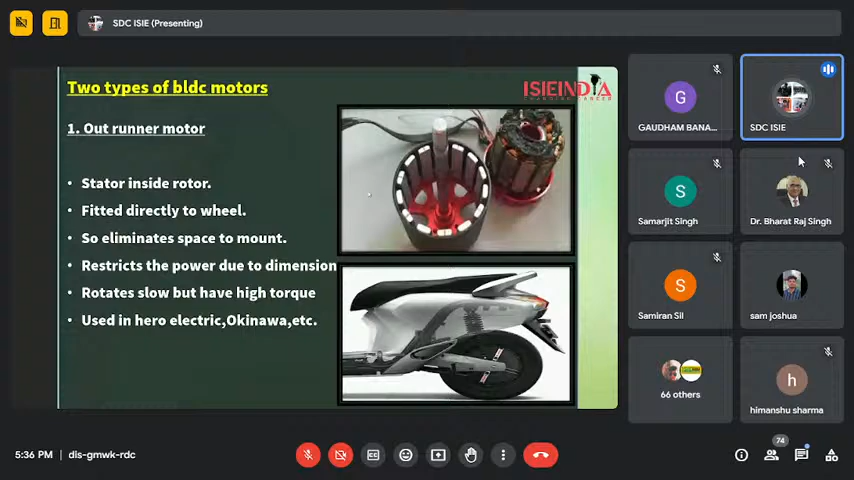 SDC ISIE (Presenting)
Two types of bldc motors
ISIEINDIA
1. Out runner motor
Stator inside rotor.
Fitted directly to wheel.
So eliminates space to mount.
Restricts the power due to dimension
Rotates slow but have high torque
Used in hero electric,Okinawa,etc.
G
GAUDHAM BANA...
SDC ISIE
S
Samarjit Singh
Dr. Bharat Raj Singh
S
Samiran Sil
sam joshua
66 others
h
himanshu sharma
5:36 PM | dis-gmwk-rdc
74